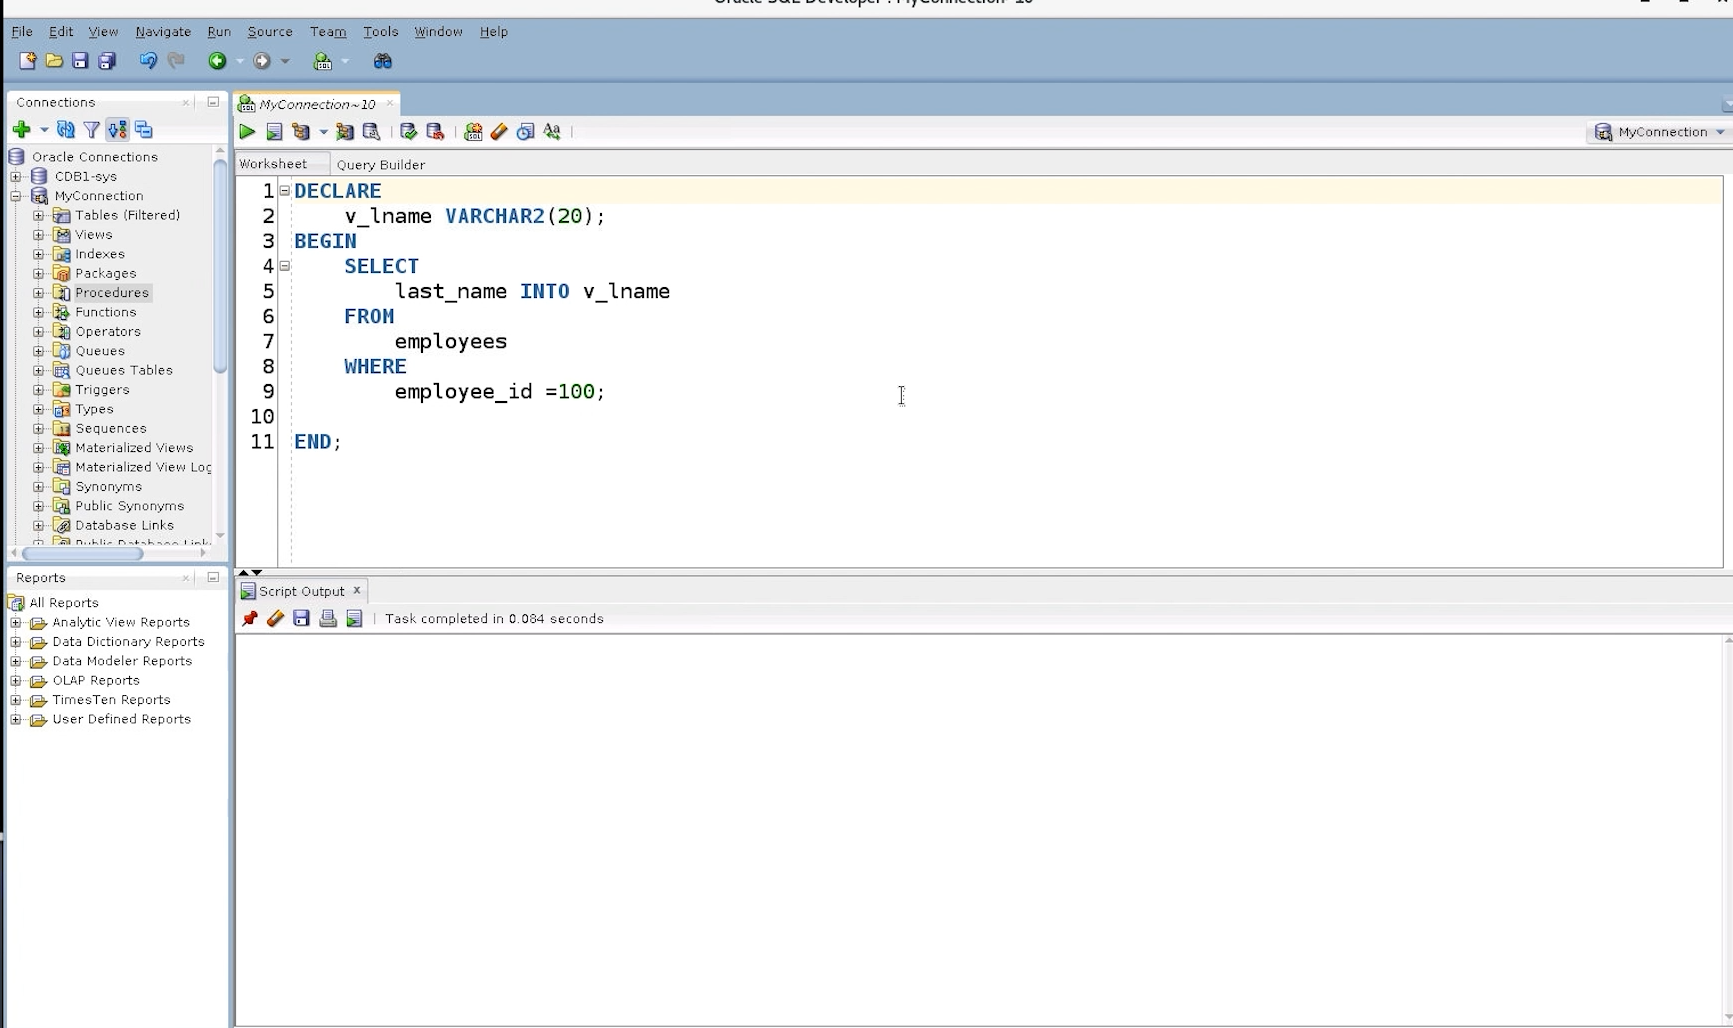 File Edit View Navigate Run Source Team Tools Window Help
Connections
Oracle Connections
CDB1-sys
MyConnection
Tables (Filtered)
Views
Indexes
Packages
Procedures
Functions
Operators
Queues
Queues Tables
Triggers
Types
Sequences
Materialized Views
Materialized View Log
Synonyms
Public Synonyms
Database Links
Reports
All Reports
Analytic View Reports
Data Dictionary Reports
Data Modeler Reports
OLAP Reports
TimesTen Reports
User Defined Reports
MyConnection~10
MyConnection
Worksheet Query Builder
1 DECLARE
2 v_lname VARCHAR2(20);
3 BEGIN
4 SELECT
5 last_name INTO v_lname
6 FROM
7 employees
8 WHERE
9 employee_id =100;
10
11 END;
Script Output
Task completed in 0.084 seconds